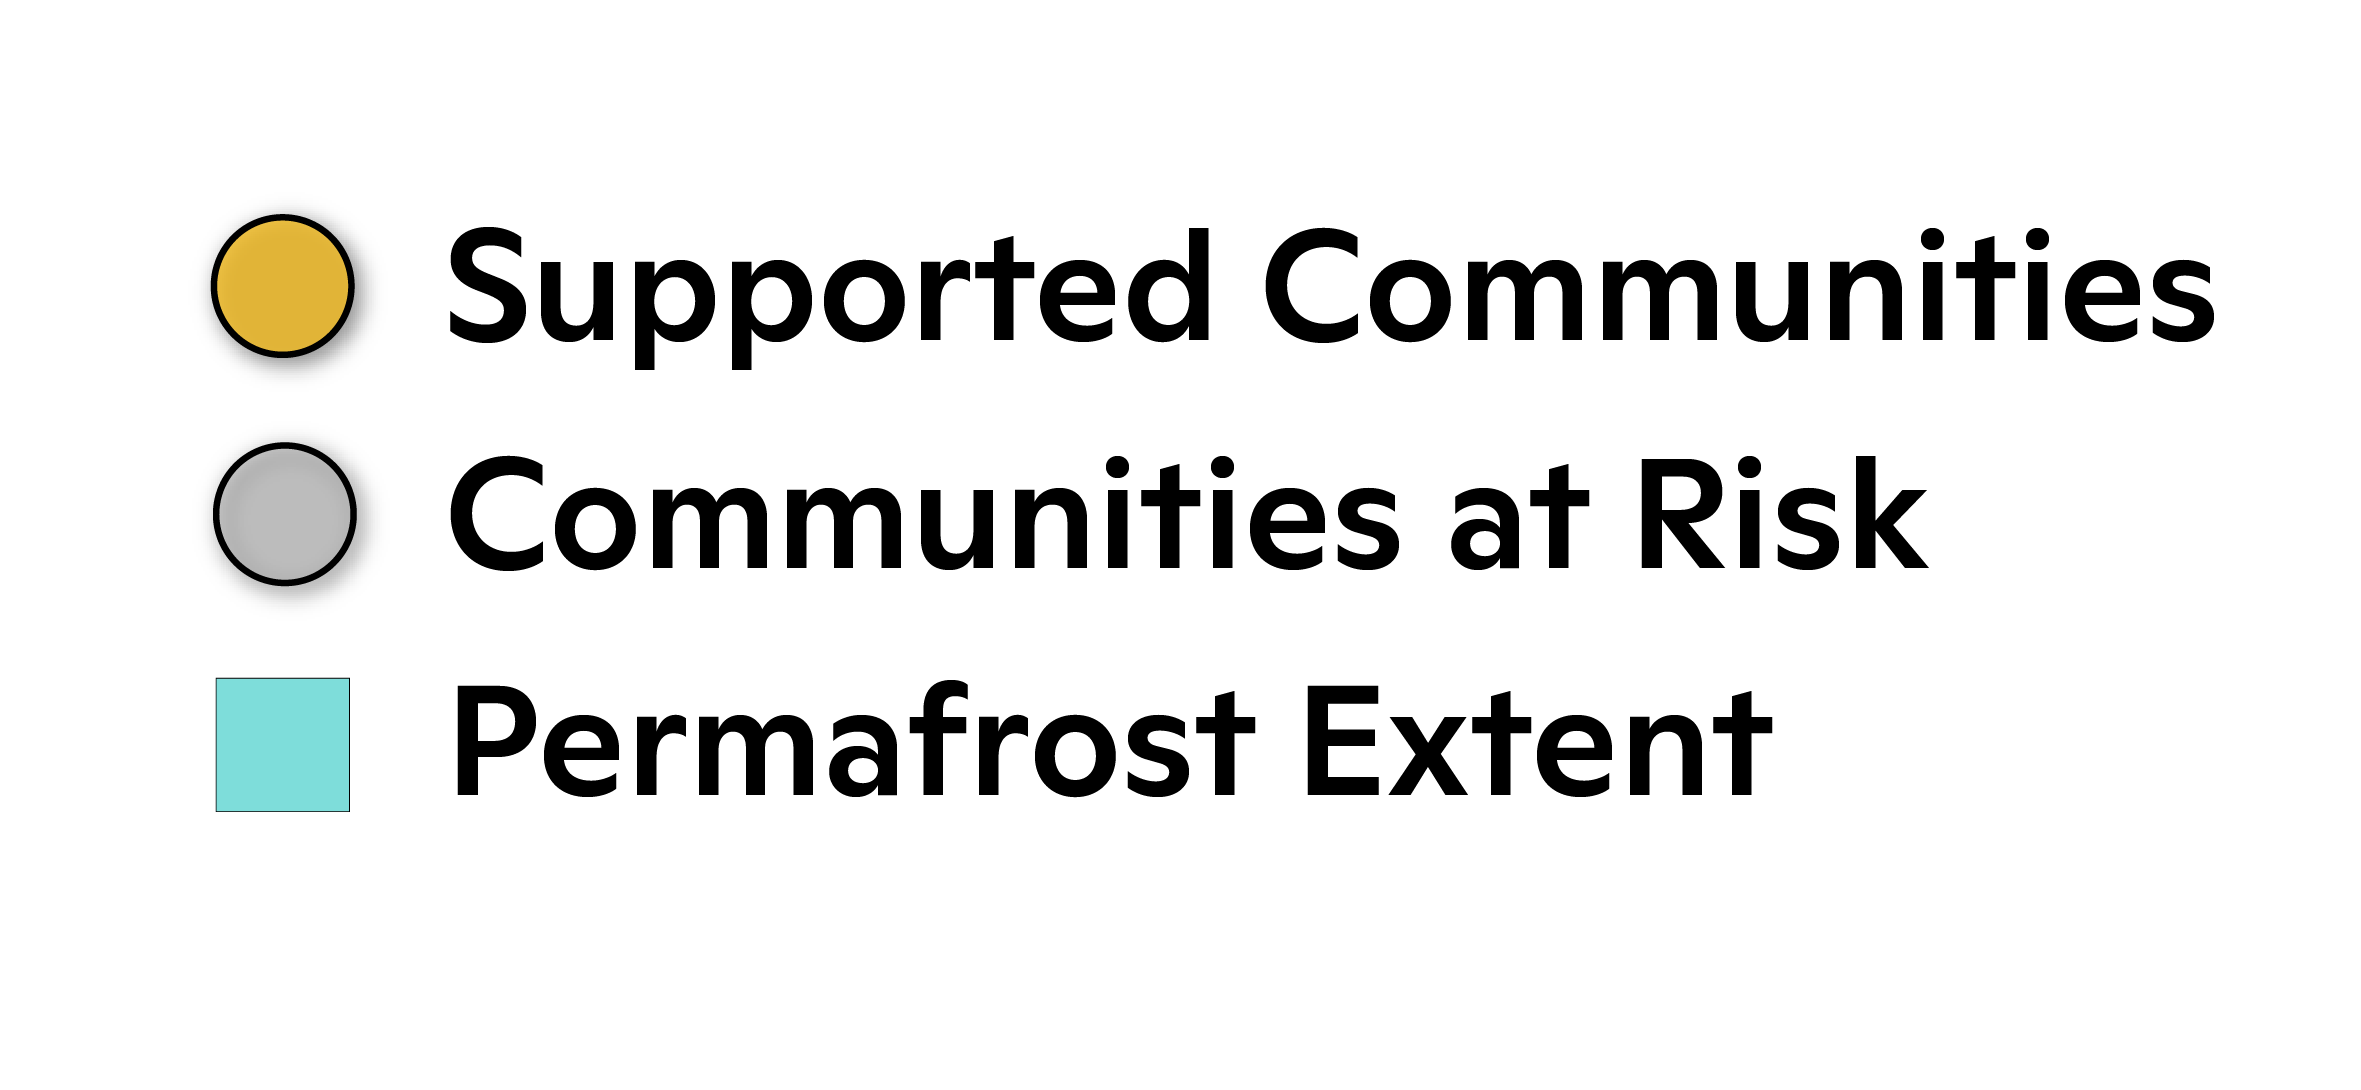 Supported Communities
Communities at Risk
Permafrost Extent